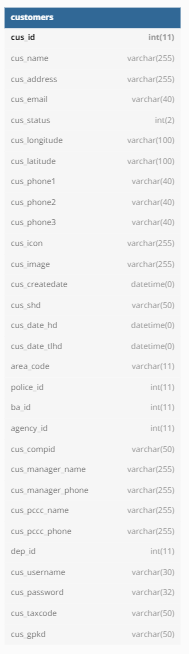 customers
cus_id int(11)
cus_name varchar(255)
cus_address varchar(255)
cus_email varchar(40)
cus_status int(2)
cus_longitude varchar(100)
cus_latitude varchar(100)
cus_phone1 varchar(40)
cus_phone2 varchar(40)
cus_phone3 varchar(40)
cus_icon varchar(255)
cus_image varchar(255)
cus_createdate datetime(0)
cus_shd varchar(50)
cus_date_hd datetime(0)
cus_date_tlhd datetime(0)
area_code varchar(11)
police_id int(11)
ba_id int(11)
agency_id int(11)
cus_compid varchar(50)
cus_manager_name varchar(255)
cus_manager_phone varchar(255)
cus_pccc_name varchar(255)
cus_pccc_phone varchar(255)
dep_id int(11)
cus_username varchar(30)
cus_password varchar(32)
cus_taxcode varchar(50)
cus_gpkd varchar(50)